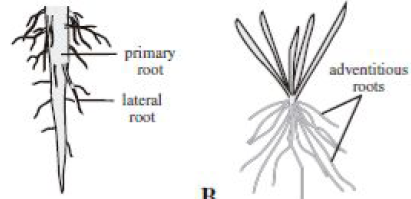 primary
root
lateral
root
adventitious
roots
B